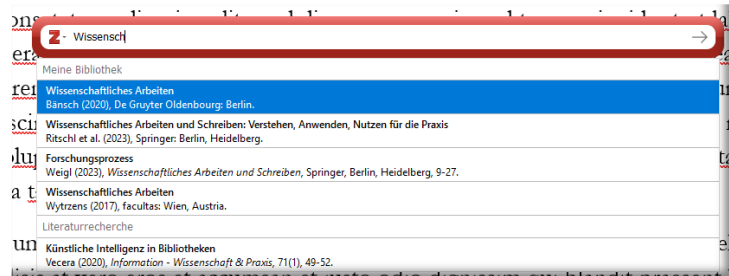 Z Wissensch
Meine Bibliothek
Wissenschaftliches Arbeiten
Bänsch (2020), De Gruyter Oldenbourg: Berlin.
Wissenschaftliches Arbeiten und Schreiben: Verstehen, Anwenden, Nutzen für die Praxis
Ritschl et al. (2023), Springer: Berlin, Heidelberg.
Forschungsprozess
Weigl (2023), Wissenschaftliches Arbeiten und Schreiben, Springer, Berlin, Heidelberg, 9-27.
Wissenschaftliches Arbeiten
Wytrzens (2017), facultas: Wien, Austria.
Literaturrecherche
Künstliche Intelligenz in Bibliotheken
Vecera (2020), Information - Wissenschaft & Praxis, 71(1), 49-52.